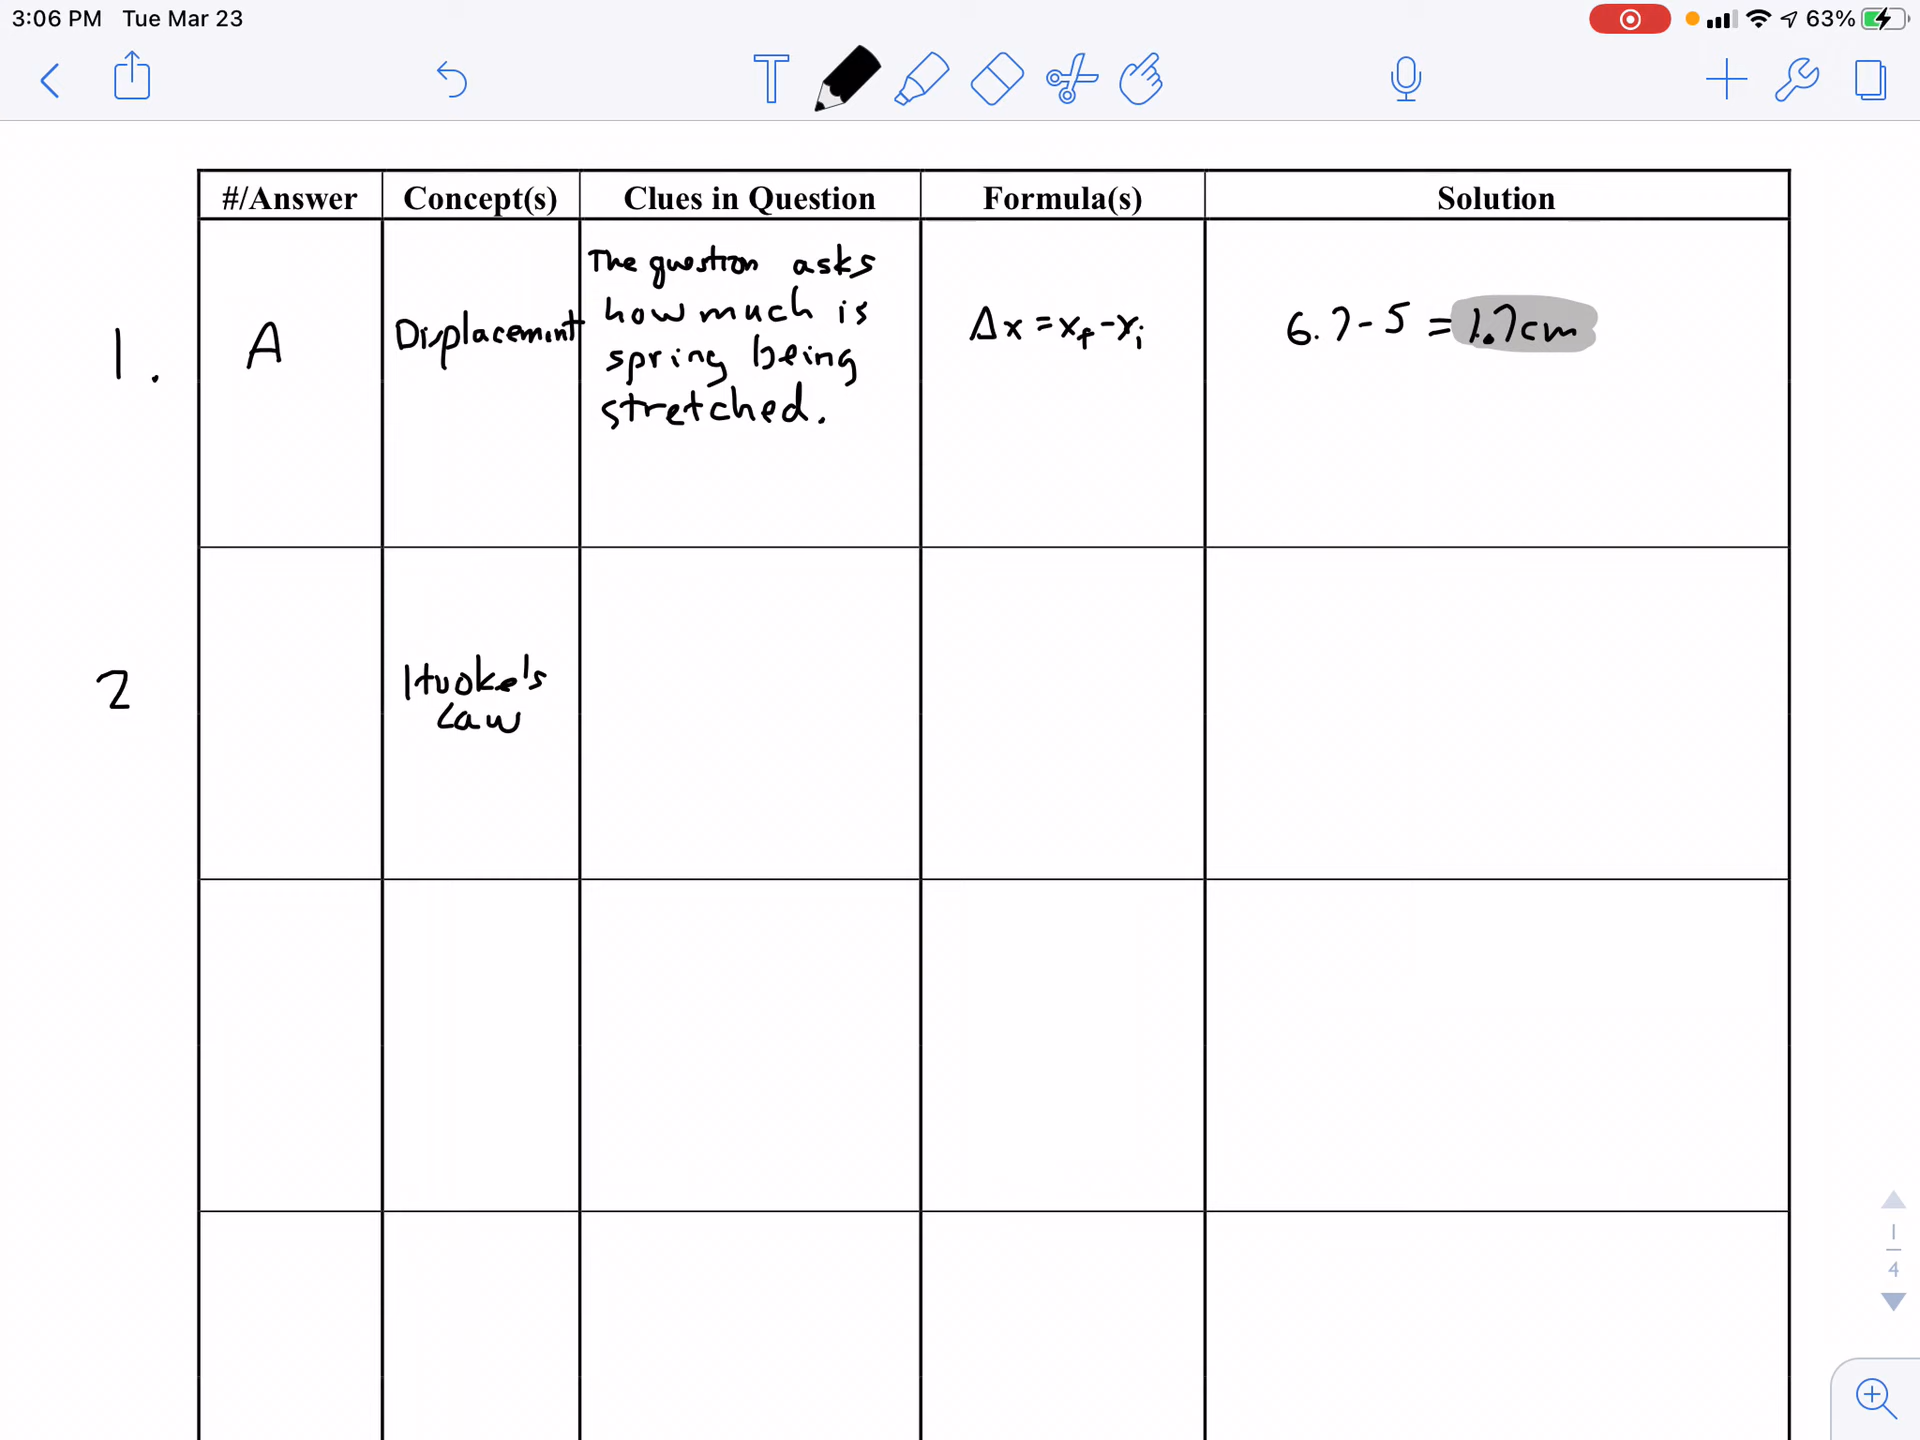 3:06 PM Tue Mar 23
63%
T
#/Answer Concept(s) Clues in Question Formula(s) Solution
1. A Displacement
The question asks
how much is
spring being
stretched.
Δx = xf - xi
6.7 - 5 = 1.7cm
2
Hooke's
Law
1
4